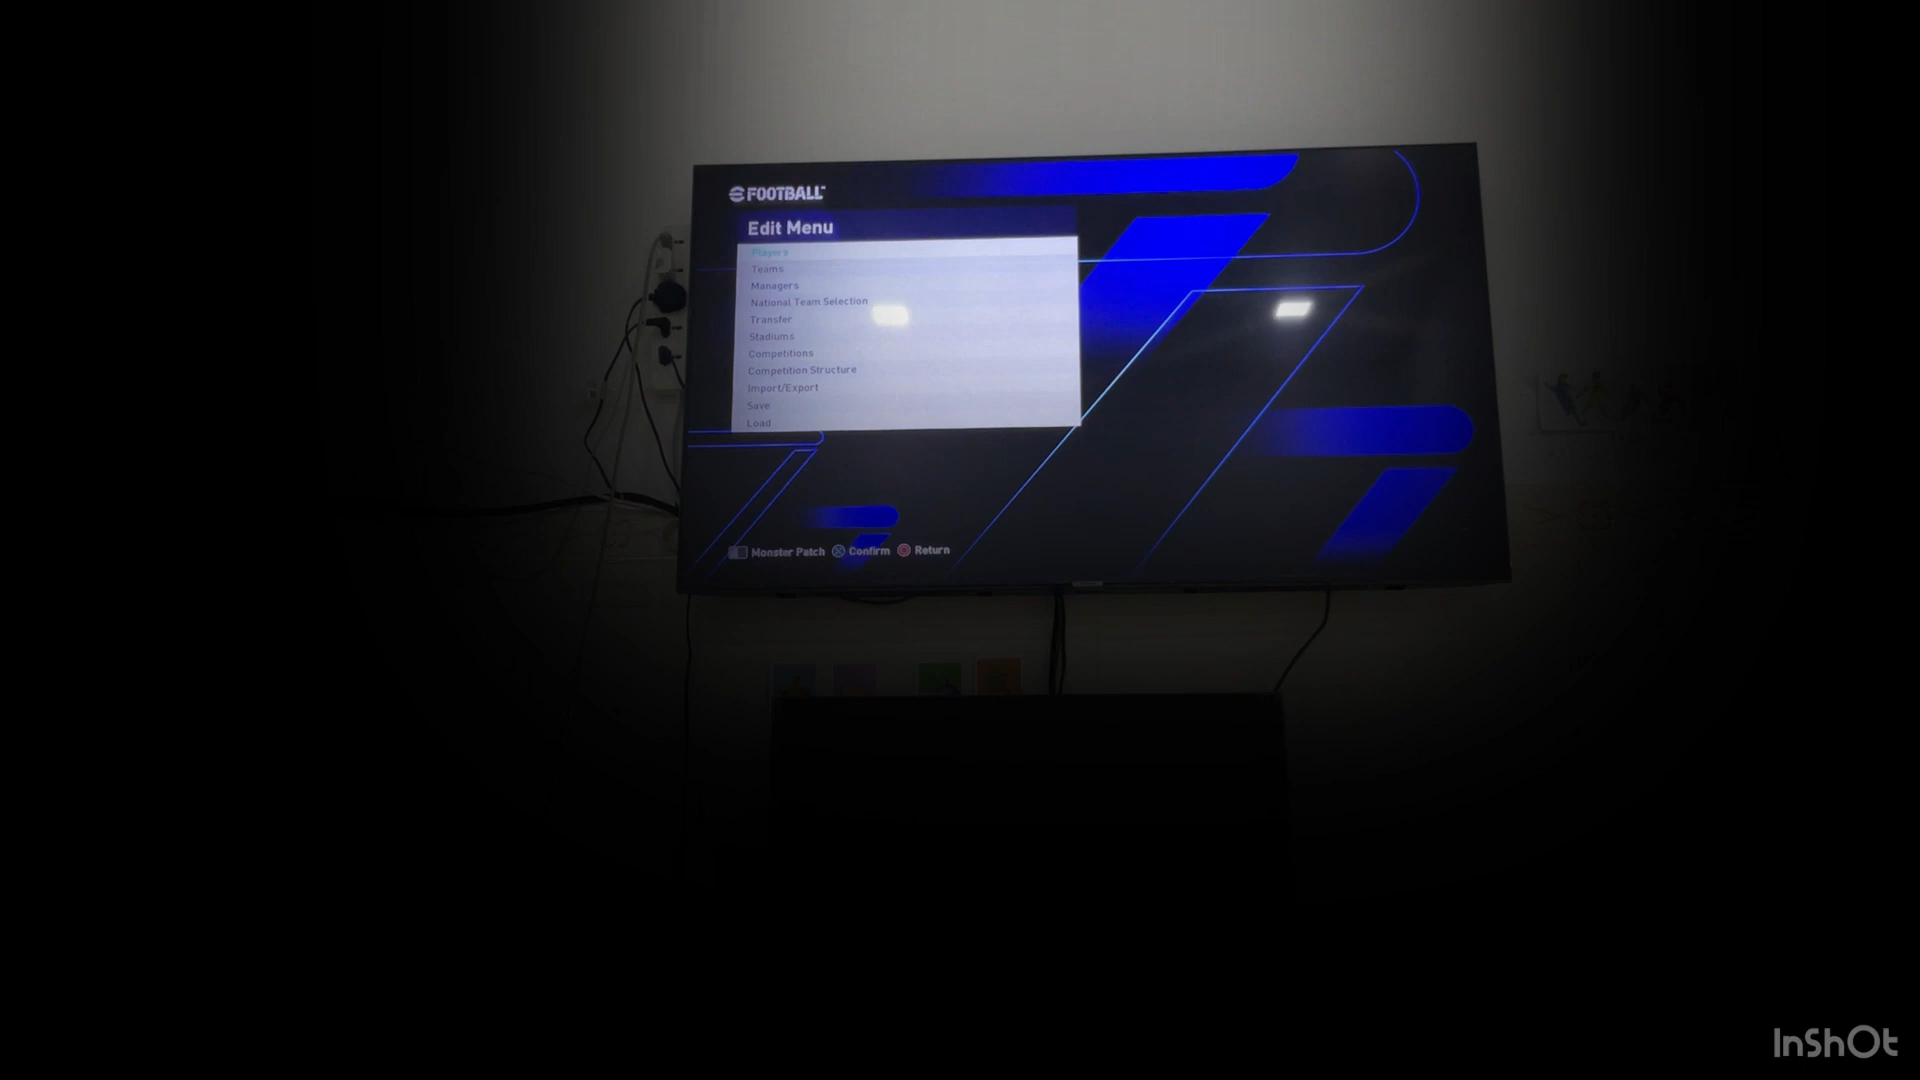 eFOOTBALL™
Edit Menu
Players
Teams
Managers
National Team Selection
Transfer
Stadiums
Competitions
Competition Structure
Import/Export
Save
Load
Monster Patch Confirm Return
InShOt